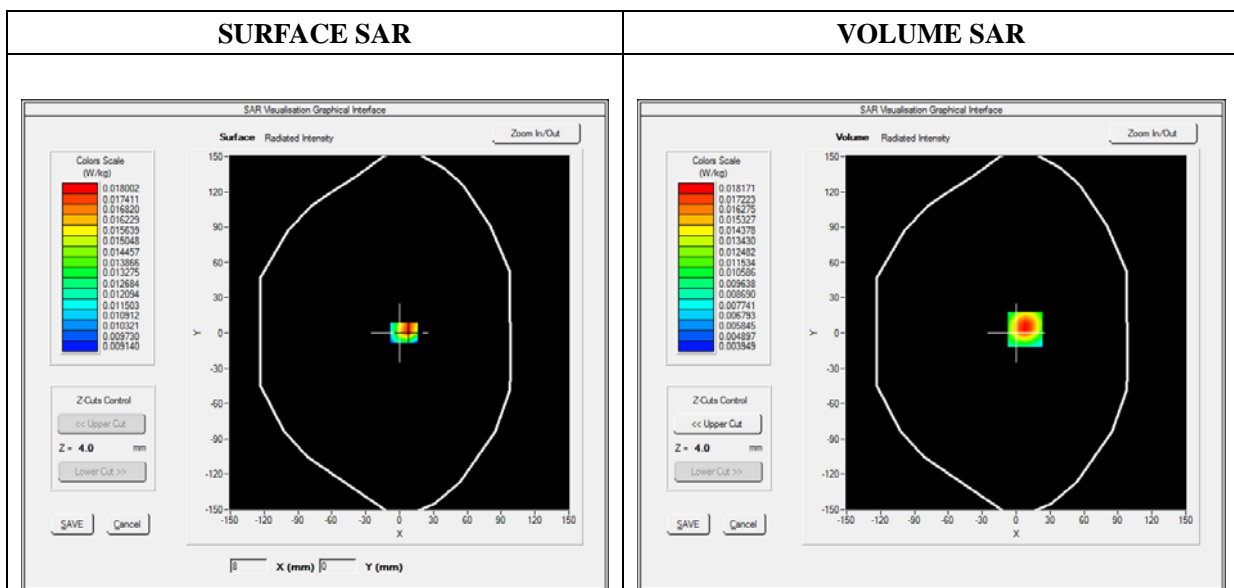 SURFACE SAR
VOLUME SAR
SAR Visualisation Graphical Interface
Surface Radiated Intensity
Zoom In/Out
Colors Scale
(W/kg)
0.018002
0.017411
0.016820
0.016229
0.015639
0.015048
0.014457
0.013866
0.013275
0.012684
0.012094
0.011503
0.010912
0.010321
0.009730
0.009140
Z-Cuts Control
<< Upper Cut
Z = 4.0 mm
Lower Cut >>
SAVE Cancel
150
120
90
60
30
0
-30
-60
-90
-120
-150
Y
-150 -120 -90 -60 -30 0 30 60 90 120 150
X
8 X (mm) 0 Y (mm)
SAR Visualisation Graphical Interface
Volume Radiated Intensity
Zoom In/Out
Colors Scale
(W/kg)
0.018171
0.017223
0.016275
0.015327
0.014378
0.013430
0.012482
0.011534
0.010586
0.009638
0.008690
0.007741
0.006793
0.005845
0.004897
0.003949
Z-Cuts Control
<< Upper Cut
Z = 4.0 mm
Lower Cut >>
SAVE Cancel
150
120
90
60
30
0
-30
-60
-90
-120
-150
Y
-150 -120 -90 -60 -30 0 30 60 90 120 150
X